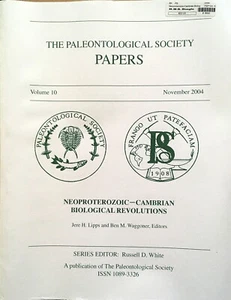 THE PALEONTOLOGICAL SOCIETY
PAPERS
Volume 10
November 2004
PALEONTOLOGICAL SOCIETY
FRANGO UT PATEFACIAM
PS
1908
NEOPROTEROZOIC—CAMBRIAN
BIOLOGICAL REVOLUTIONS
Jere H. Lipps and Ben M. Waggoner, Editors
SERIES EDITOR: Russell D. White
A publication of The Paleontological Society
ISSN 1089-3326